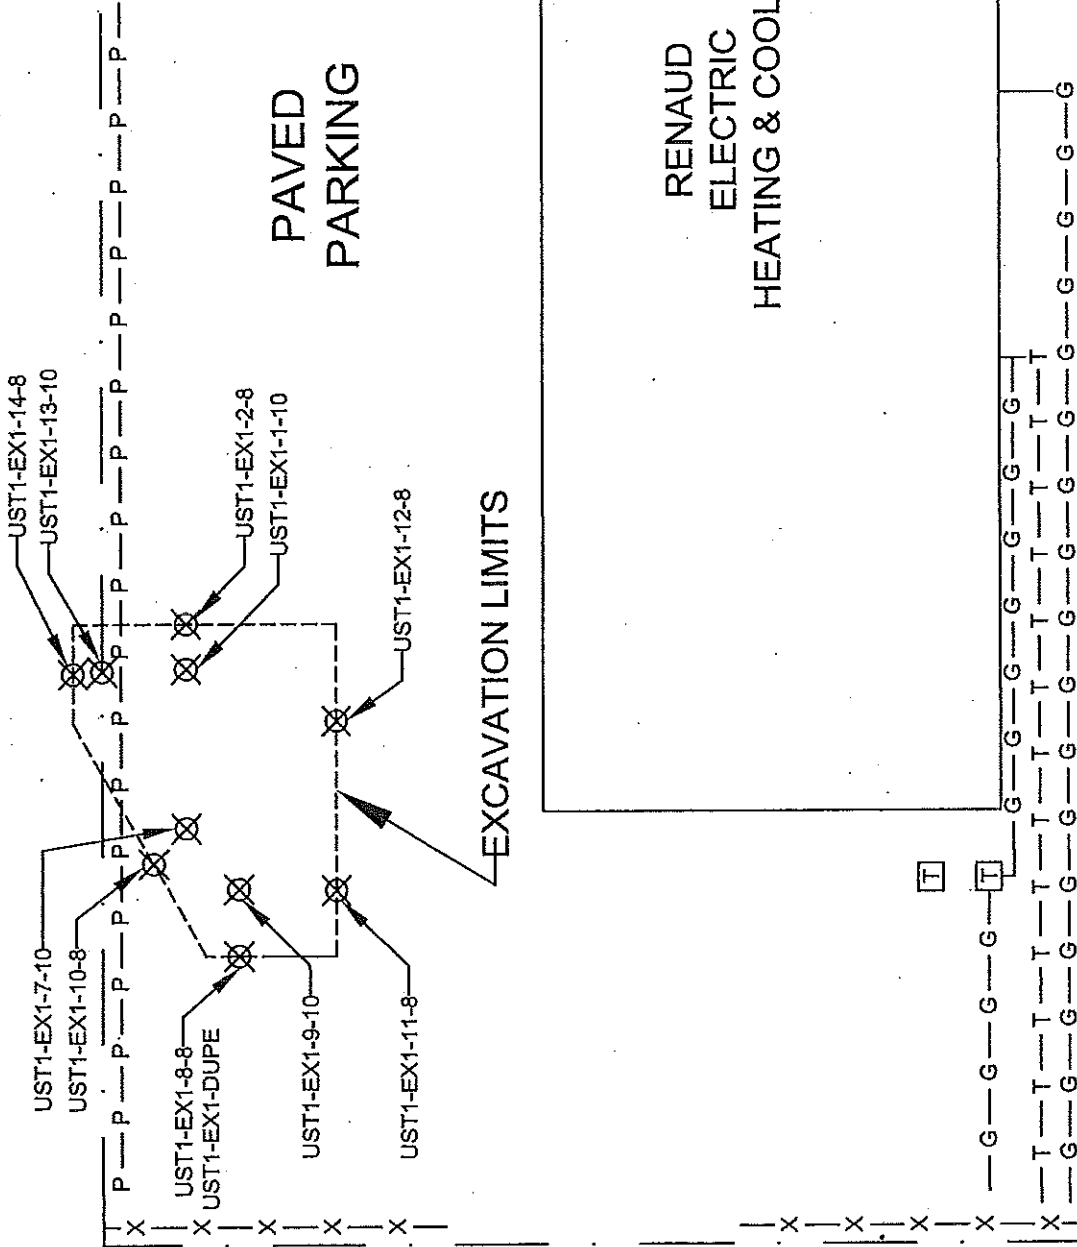 UST1-EX1-14-8
UST1-EX1-13-10
UST1-EX1-2-8
UST1-EX1-1-10
UST1-EX1-12-8
UST1-EX1-7-10
UST1-EX1-10-8
UST1-EX1-8-8
UST1-EX1-DUPE
UST1-EX1-9-10
UST1-EX1-11-8
EXCAVATION LIMITS
PAVED
PARKING
RENAUD
ELECTRIC
HEATING & COOL
T
T
P — P — P — P — P — P — P — P — P — P — P — P — P — P — P — P — P — P
X — X — X — X — X
X — X — X — X — X
G — G — G — G — G
G — G — G — G — G — G — G
T — T — T — T — T — T — T — T — T — T — T — T — T
G — G — G — G — G — G — G — G — G — G — G — G — G — G — G — G — G